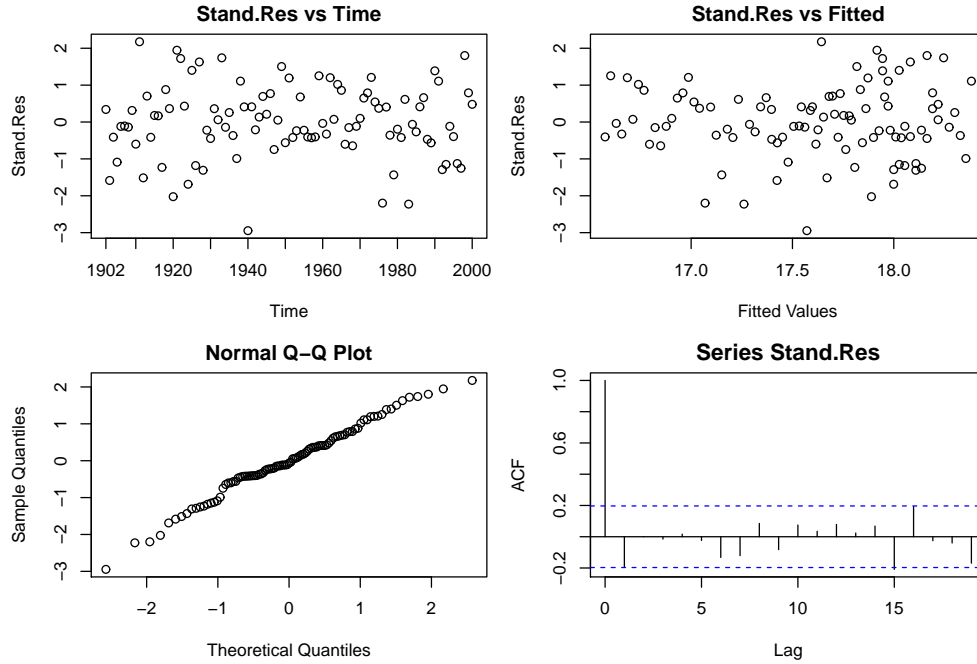 Stand.Res vs Time
Stand.Res
2
1
0
−1
−2
−3
1902 1920 1940 1960 1980 2000
Time
Stand.Res vs Fitted
Stand.Res
2
1
0
−1
−2
−3
17.0 17.5 18.0
Fitted Values
Normal Q−Q Plot
Sample Quantiles
2
1
0
−1
−2
−3
−2 −1 0 1 2
Theoretical Quantiles
Series Stand.Res
ACF
1.0
0.6
0.2
−0.2
0 5 10 15
Lag